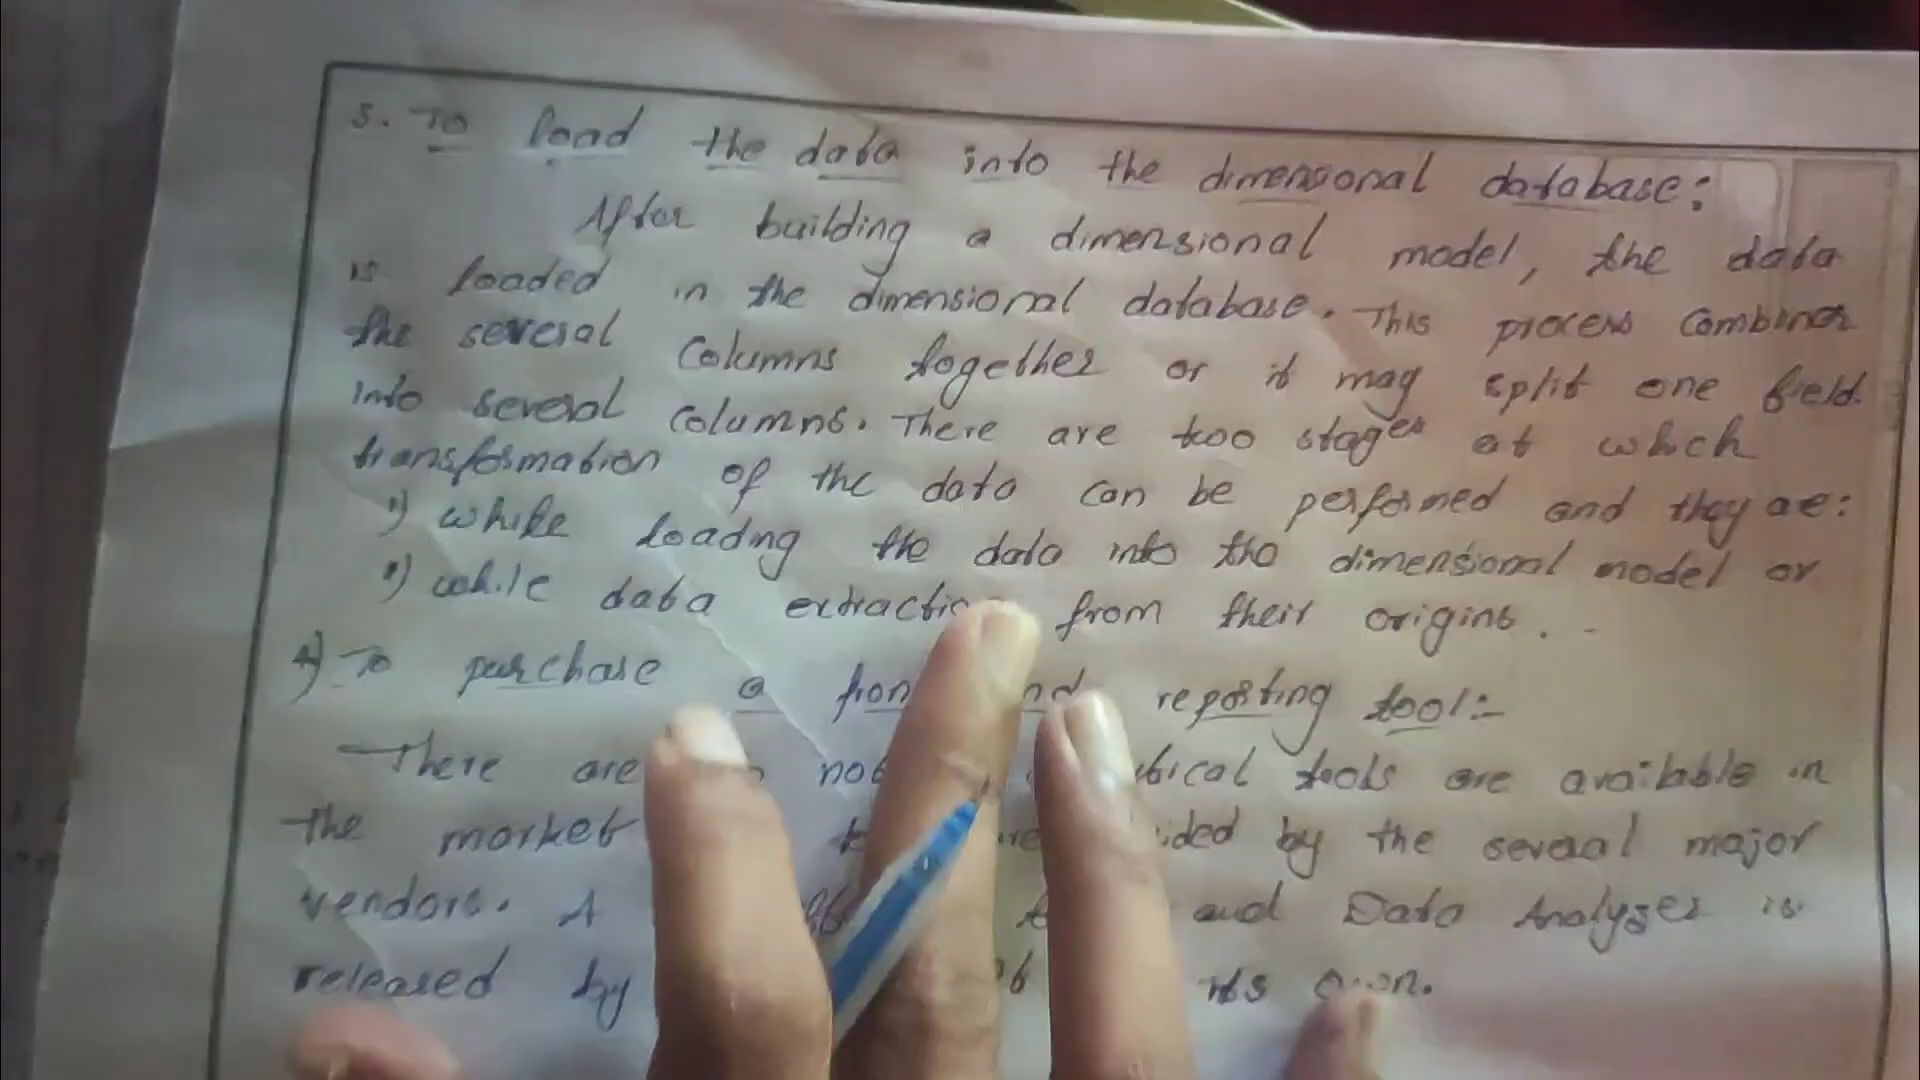 3. To load the data into the dimensional database:
After building a dimensional model, the data
is loaded in the dimensional database. This process combines
the several columns together or it may split one field
into several columns. There are two stages at which
transformation of the data can be performed and they are:
while loading the data into the dimensional model or
while data extraction from their origins.
4) To purchase a reporting tool:-
There are tools are available in
the market by the several major
vendors. A and Data Analyzer is
released by its own.